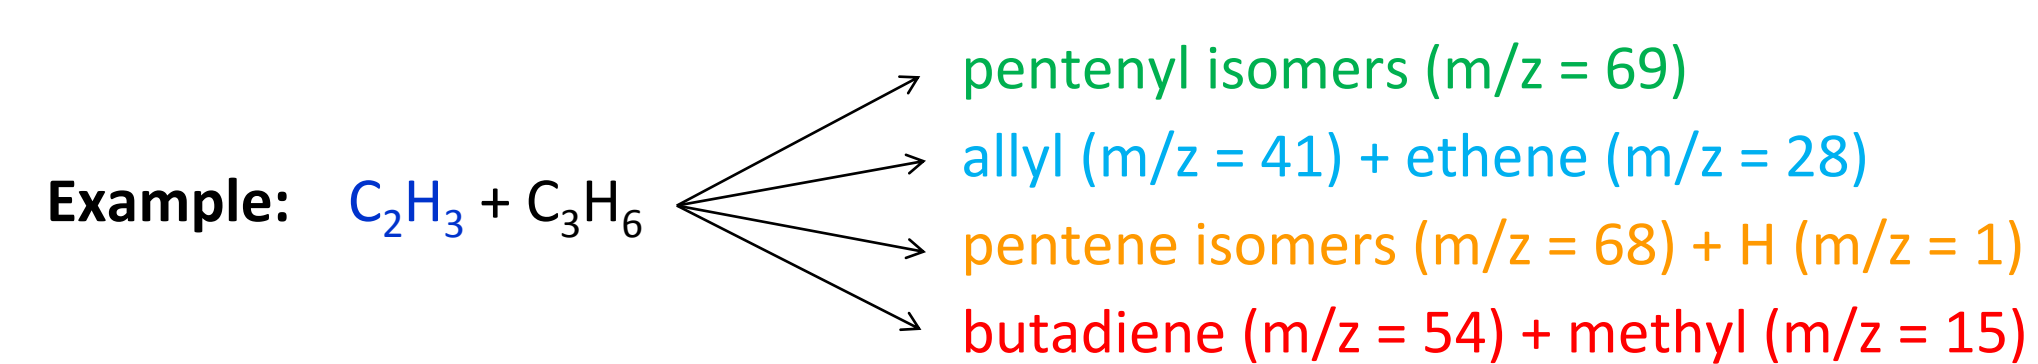 pentenyl isomers (m/z = 69)
allyl (m/z = 41) + ethene (m/z = 28)
Example: C₂H₃ + C₃H₆
pentene isomers (m/z = 68) + H (m/z = 1)
butadiene (m/z = 54) + methyl (m/z = 15)